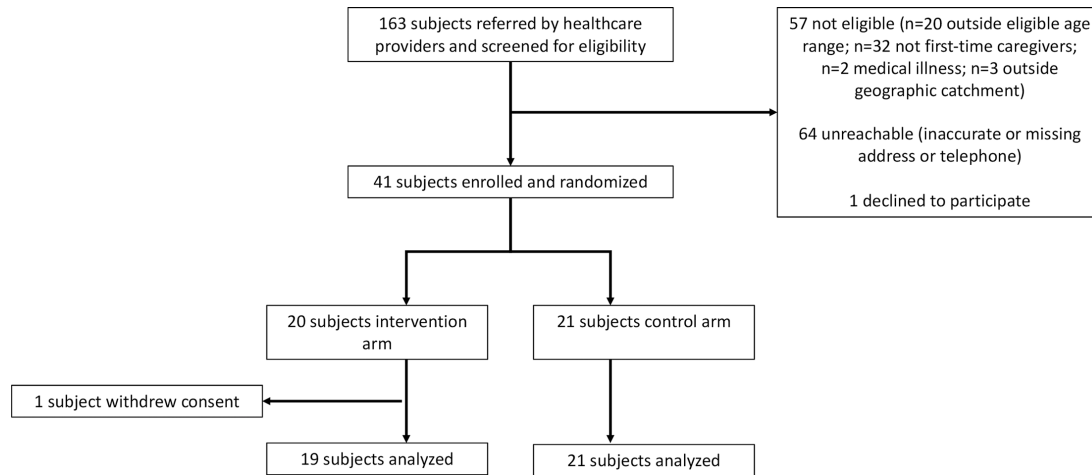 163 subjects referred by healthcare
providers and screened for eligibility
57 not eligible (n=20 outside eligible age
range; n=32 not first-time caregivers;
n=2 medical illness; n=3 outside
geographic catchment)
64 unreachable (inaccurate or missing
address or telephone)
1 declined to participate
41 subjects enrolled and randomized
20 subjects intervention
arm
21 subjects control arm
1 subject withdrew consent
19 subjects analyzed
21 subjects analyzed